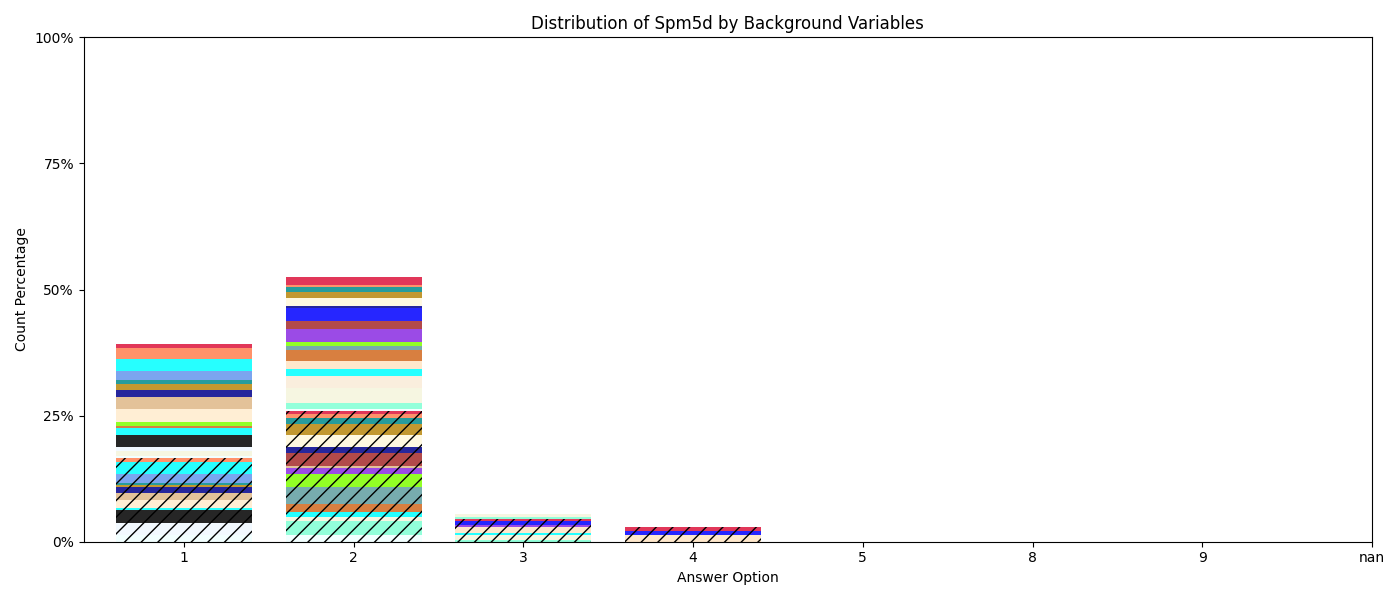 Distribution of Spm5d by Background Variables
100%
75%
50%
25%
0%
Count Percentage
1 2 3 4 5 8 9 nan
Answer Option